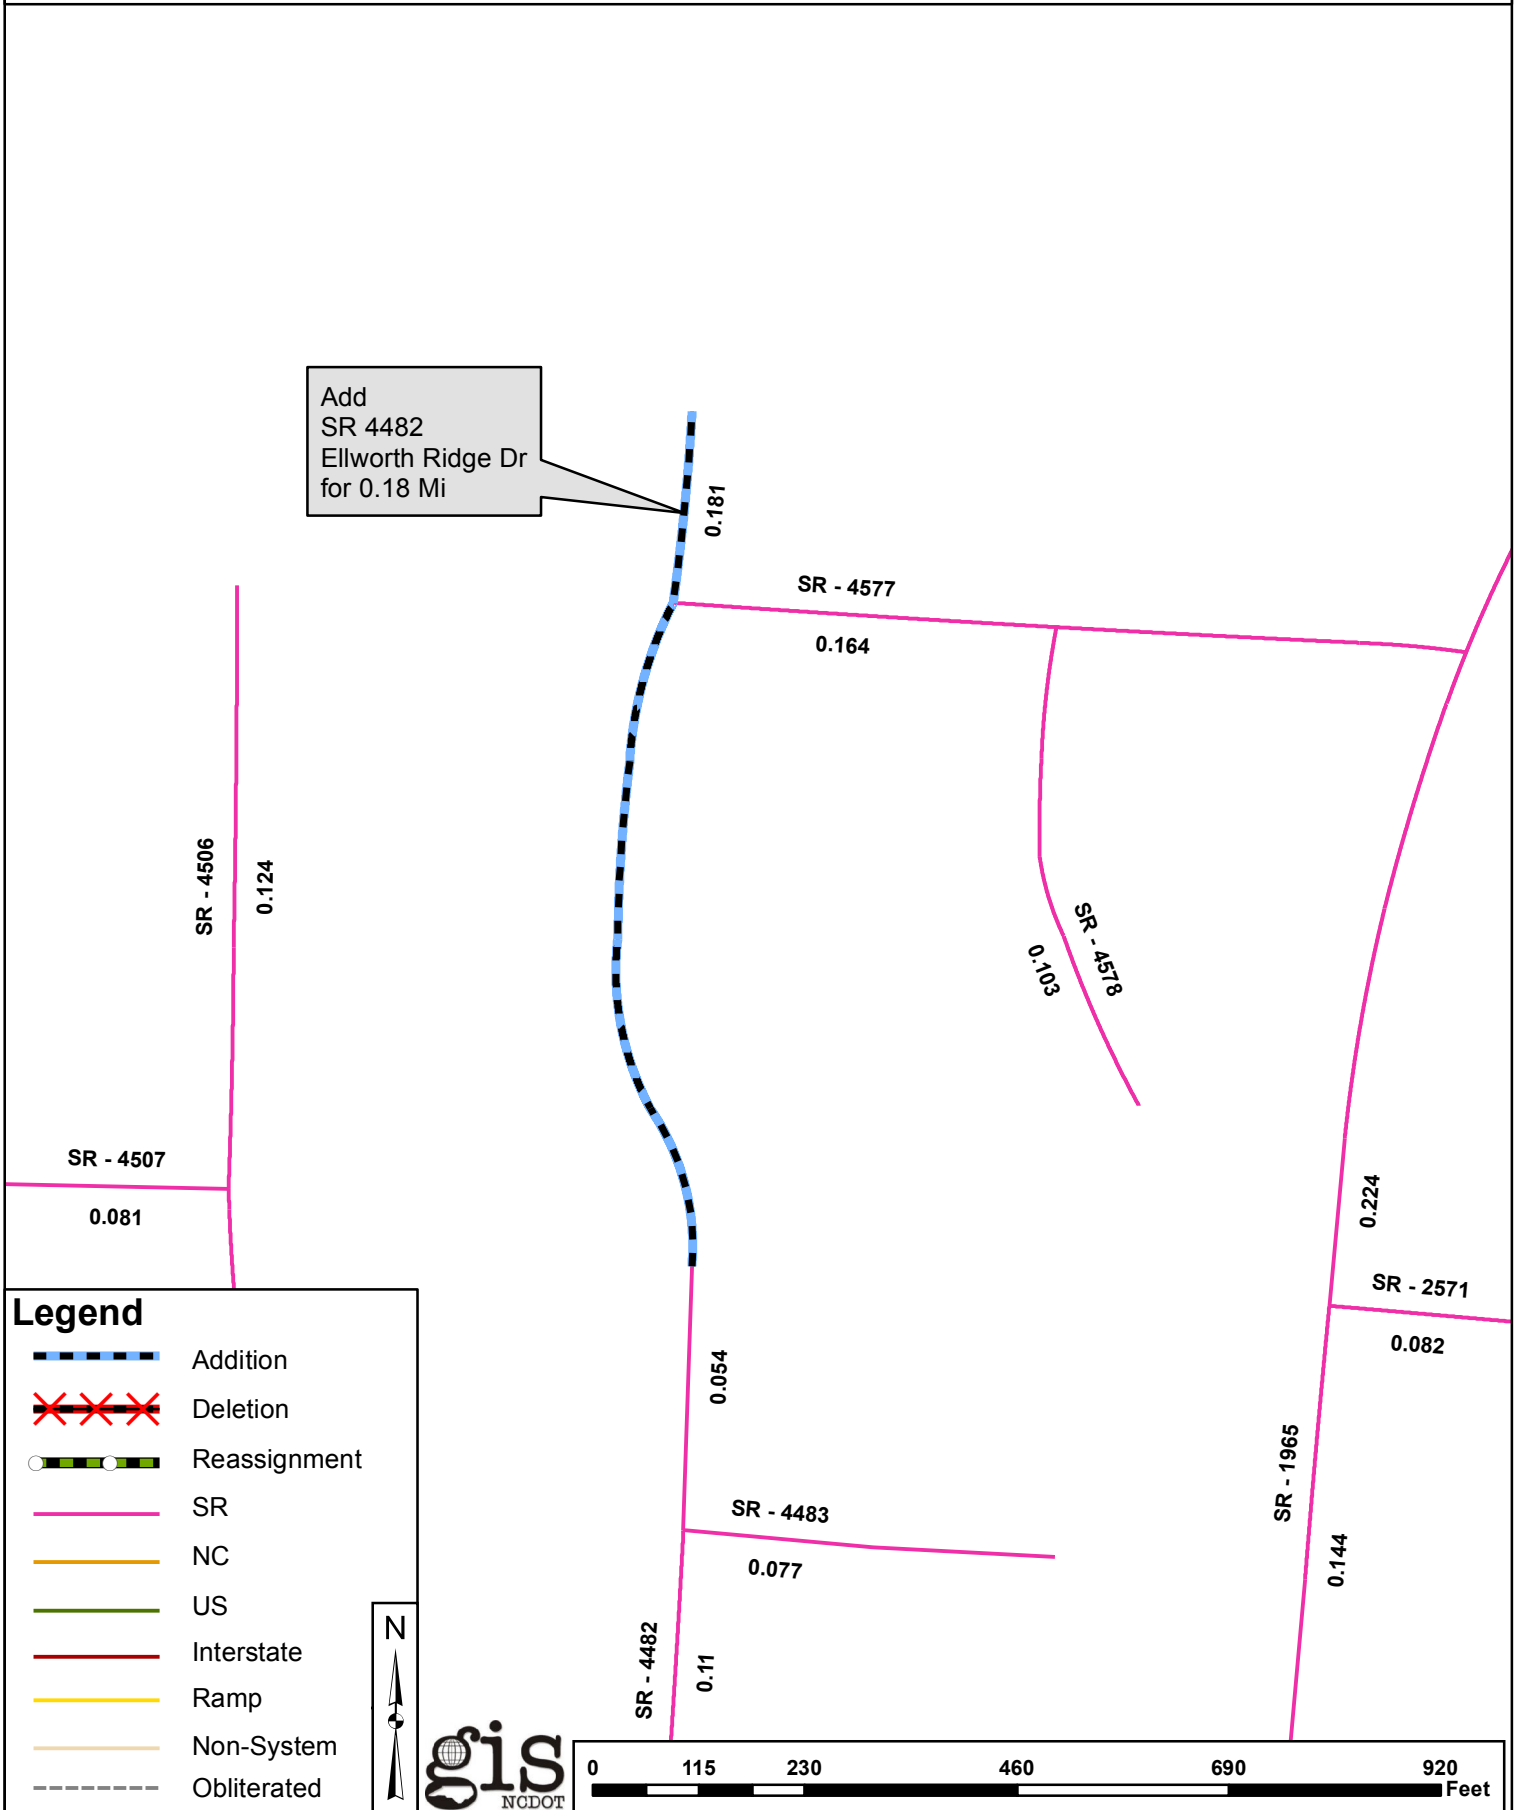 Add
SR 4482
Ellworth Ridge Dr
for 0.18 Mi
0.181
SR - 4577
0.164
SR - 4506
0.124
SR - 4578
0.103
SR - 4507
0.081
0.224
SR - 2571
0.082
0.054
SR - 1965
0.144
SR - 4483
0.077
SR - 4482
0.11
Legend
Addition
Deletion
Reassignment
SR
NC
US
Interstate
Ramp
Non-System
Obliterated
N
gis
NCDOT
0 115 230 460 690 920
Feet